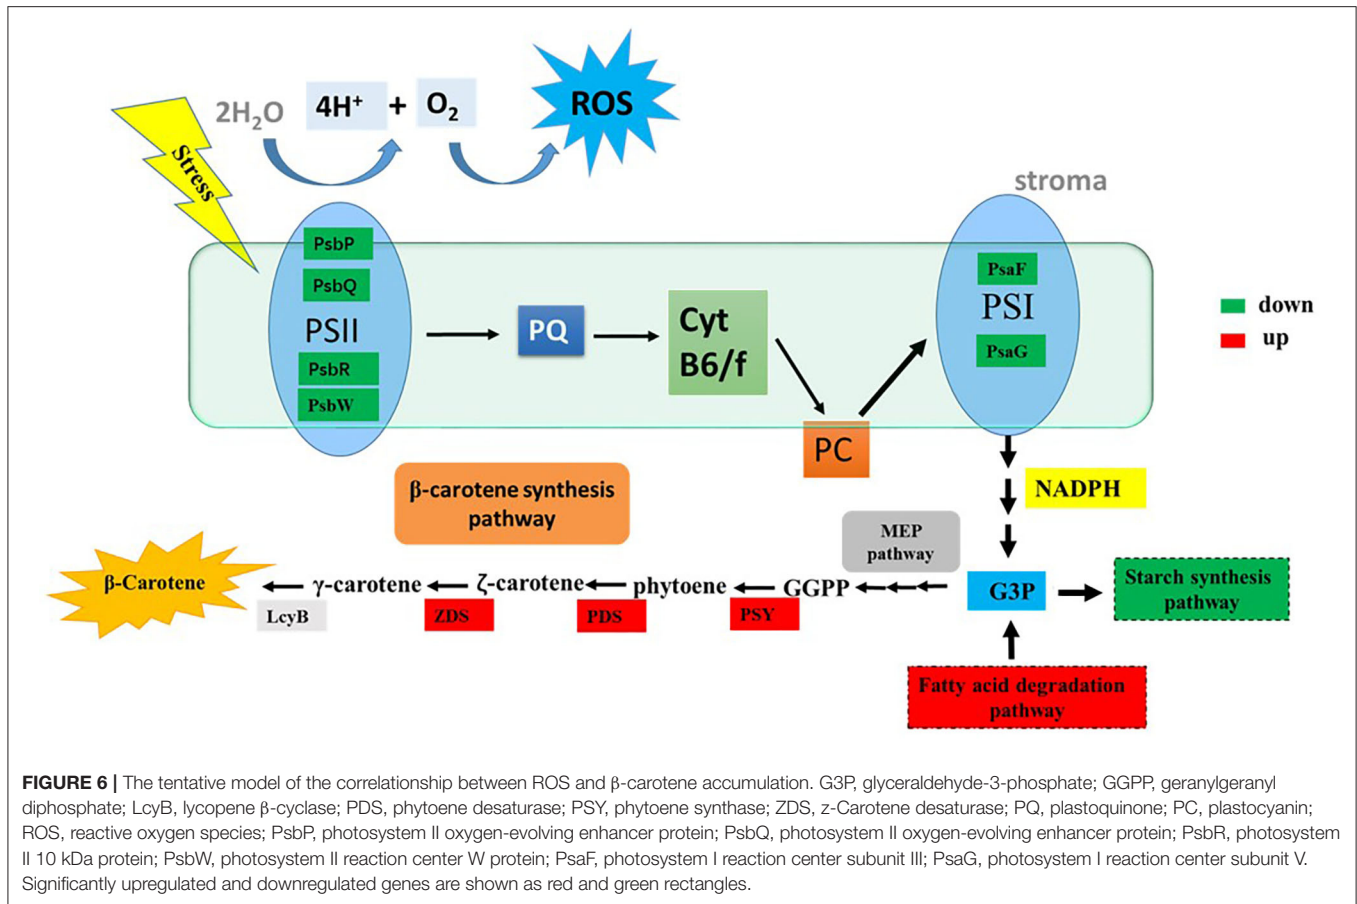 2H₂O
4H⁺ + O₂
ROS
Stress
stroma
PsbP
PsbQ
PSII
PsbR
PsbW
PQ
Cyt
B6/f
PC
PsaF
PSI
PsaG
down
up
NADPH
β-carotene synthesis
pathway
MEP
pathway
β-Carotene
γ-carotene
ζ-carotene
phytoene
GGPP
G3P
Starch synthesis
pathway
LcyB
ZDS
PDS
PSY
Fatty acid degradation
pathway
FIGURE 6 | The tentative model of the correlationship between ROS and β-carotene accumulation. G3P, glyceraldehyde-3-phosphate; GGPP, geranylgeranyl
diphosphate; LcyB, lycopene β-cyclase; PDS, phytoene desaturase; PSY, phytoene synthase; ZDS, z-Carotene desaturase; PQ, plastoquinone; PC, plastocyanin;
ROS, reactive oxygen species; PsbP, photosystem II oxygen-evolving enhancer protein; PsbQ, photosystem II oxygen-evolving enhancer protein; PsbR, photosystem
II 10 kDa protein; PsbW, photosystem II reaction center W protein; PsaF, photosystem I reaction center subunit III; PsaG, photosystem I reaction center subunit V.
Significantly upregulated and downregulated genes are shown as red and green rectangles.